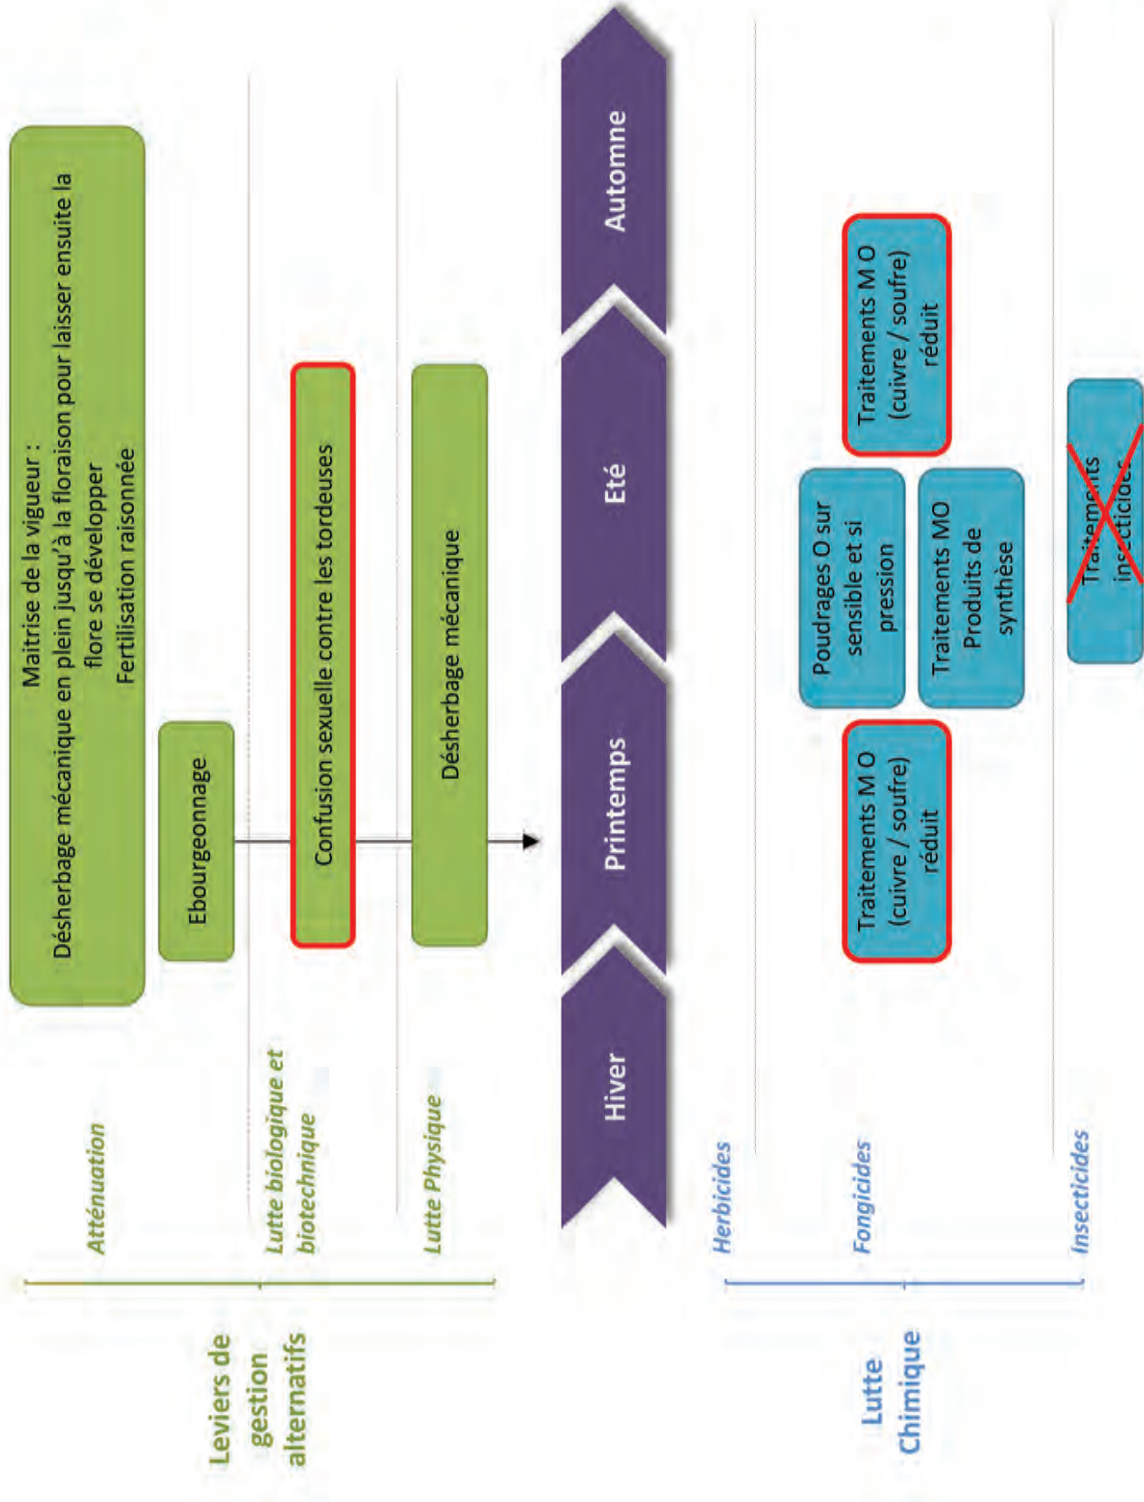 Leviers de
gestion
alternatifs
Atténuation
Maitrise de la vigueur :
Désherbage mécanique en plein jusqu'à la floraison pour laisser ensuite la
flore se développer
Fertilisation raisonnée
Ebourgeonnage
Lutte biologique et
biotechnique
Confusion sexuelle contre les tordeuses
Lutte Physique
Désherbage mécanique
Hiver
Printemps
Eté
Automne
Lutte
Chimique
Herbicides
Fongicides
Traitements M O
(cuivre / soufre)
réduit
Poudrages O sur
sensible et si
pression
Traitements MO
Produits de
synthèse
Traitements M O
(cuivre / soufre)
réduit
Insecticides
Traitements
insecticides